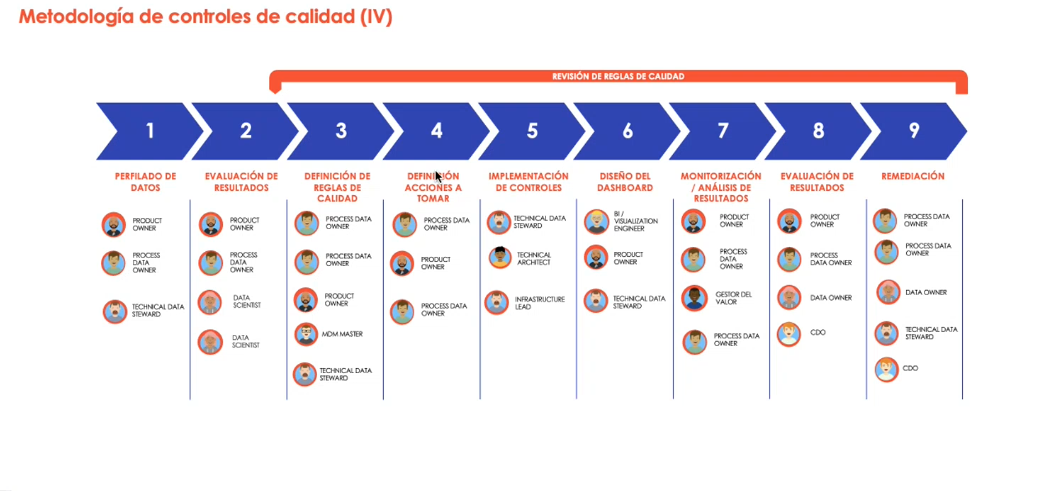 Metodología de controles de calidad (IV)
REVISIÓN DE REGLAS DE CALIDAD
1
2
3
4
5
6
7
8
9
PERFILADO DE
DATOS
EVALUACIÓN DE
RESULTADOS
DEFINICIÓN DE
REGLAS DE
CALIDAD
DEFINICIÓN
ACCIONES A
TOMAR
IMPLEMENTACIÓN
DE CONTROLES
DISEÑO DEL
DASHBOARD
MONITORIZACIÓN
/ ANÁLISIS DE
RESULTADOS
EVALUACIÓN DE
RESULTADOS
REMEDIACIÓN
PRODUCT
OWNER
PROCESS
DATA
OWNER
TECHNICAL DATA
STEWARD
PRODUCT
OWNER
PROCESS
DATA
OWNER
DATA
SCIENTIST
DATA
SCIENTIST
PROCESS DATA
OWNER
PROCESS DATA
OWNER
PRODUCT
OWNER
MDM MASTER
TECHNICAL DATA
STEWARD
PROCESS DATA
OWNER
PRODUCT
OWNER
PROCESS DATA
OWNER
TECHNICAL DATA
STEWARD
TECHNICAL
ARCHITECT
INFRASTRUCTURE
LEAD
BI /
VISUALIZATION
ENGINEER
PRODUCT
OWNER
TECHNICAL DATA
STEWARD
PRODUCT
OWNER
PROCESS
DATA
OWNER
GESTOR DEL
VALOR
PROCESS DATA
OWNER
PRODUCT
OWNER
PROCESS
DATA OWNER
DATA OWNER
CDO
PROCESS DATA
OWNER
PROCESS DATA
OWNER
DATA OWNER
TECHNICAL DATA
STEWARD
CDO